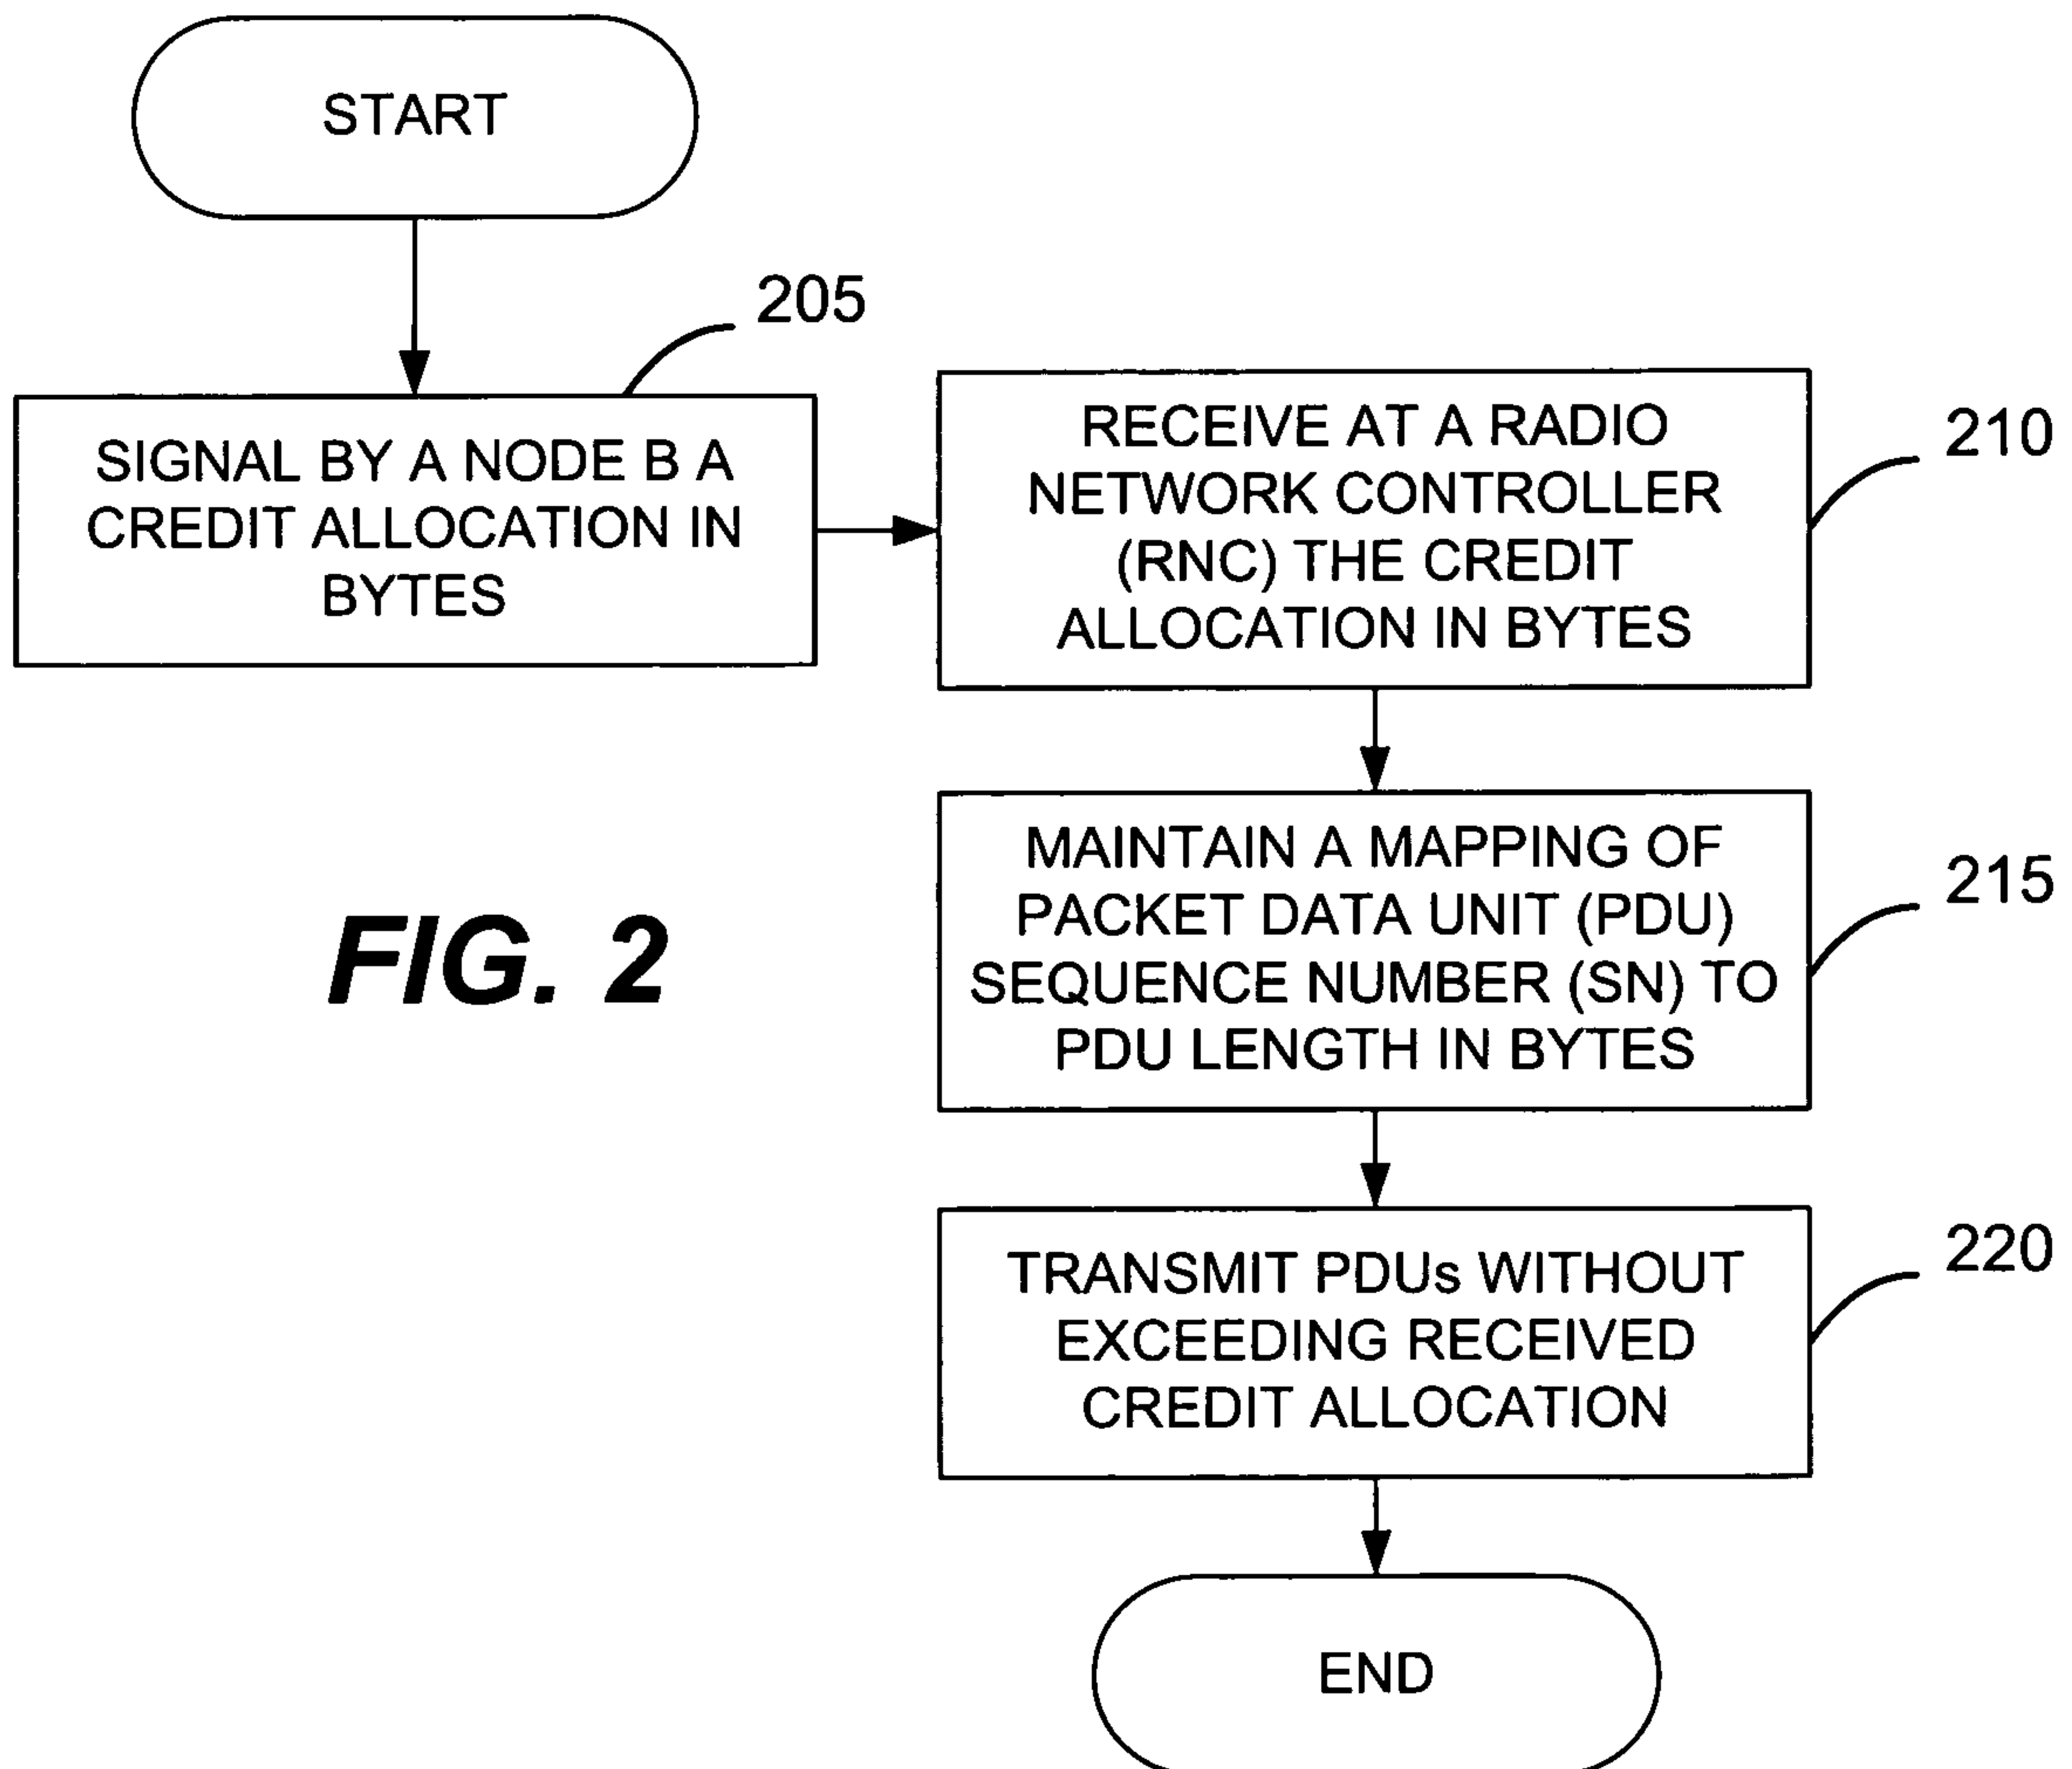 START
205
SIGNAL BY A NODE B A
CREDIT ALLOCATION IN
BYTES
RECEIVE AT A RADIO
NETWORK CONTROLLER
(RNC) THE CREDIT
ALLOCATION IN BYTES
210
MAINTAIN A MAPPING OF
PACKET DATA UNIT (PDU)
SEQUENCE NUMBER (SN) TO
PDU LENGTH IN BYTES
215
FIG. 2
TRANSMIT PDUs WITHOUT
EXCEEDING RECEIVED
CREDIT ALLOCATION
220
END